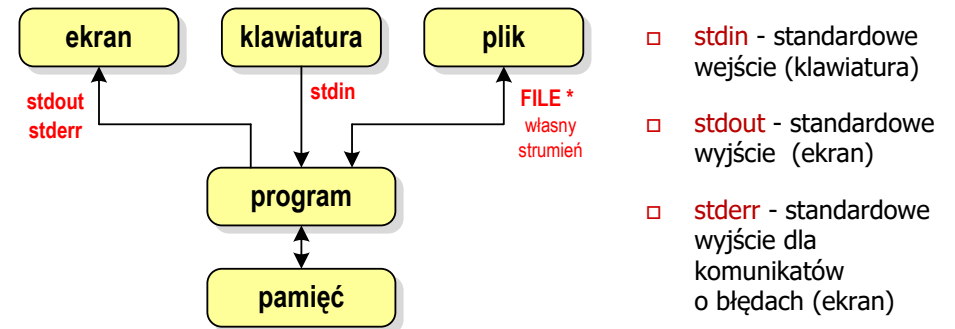 ekran
klawiatura
plik
stdout
stderr
stdin
FILE *
własny
strumień
program
pamięć
stdin - standardowe
wejście (klawiatura)
stdout - standardowe
wyjście (ekran)
stderr - standardowe
wyjście dla
komunikatów
o błędach (ekran)